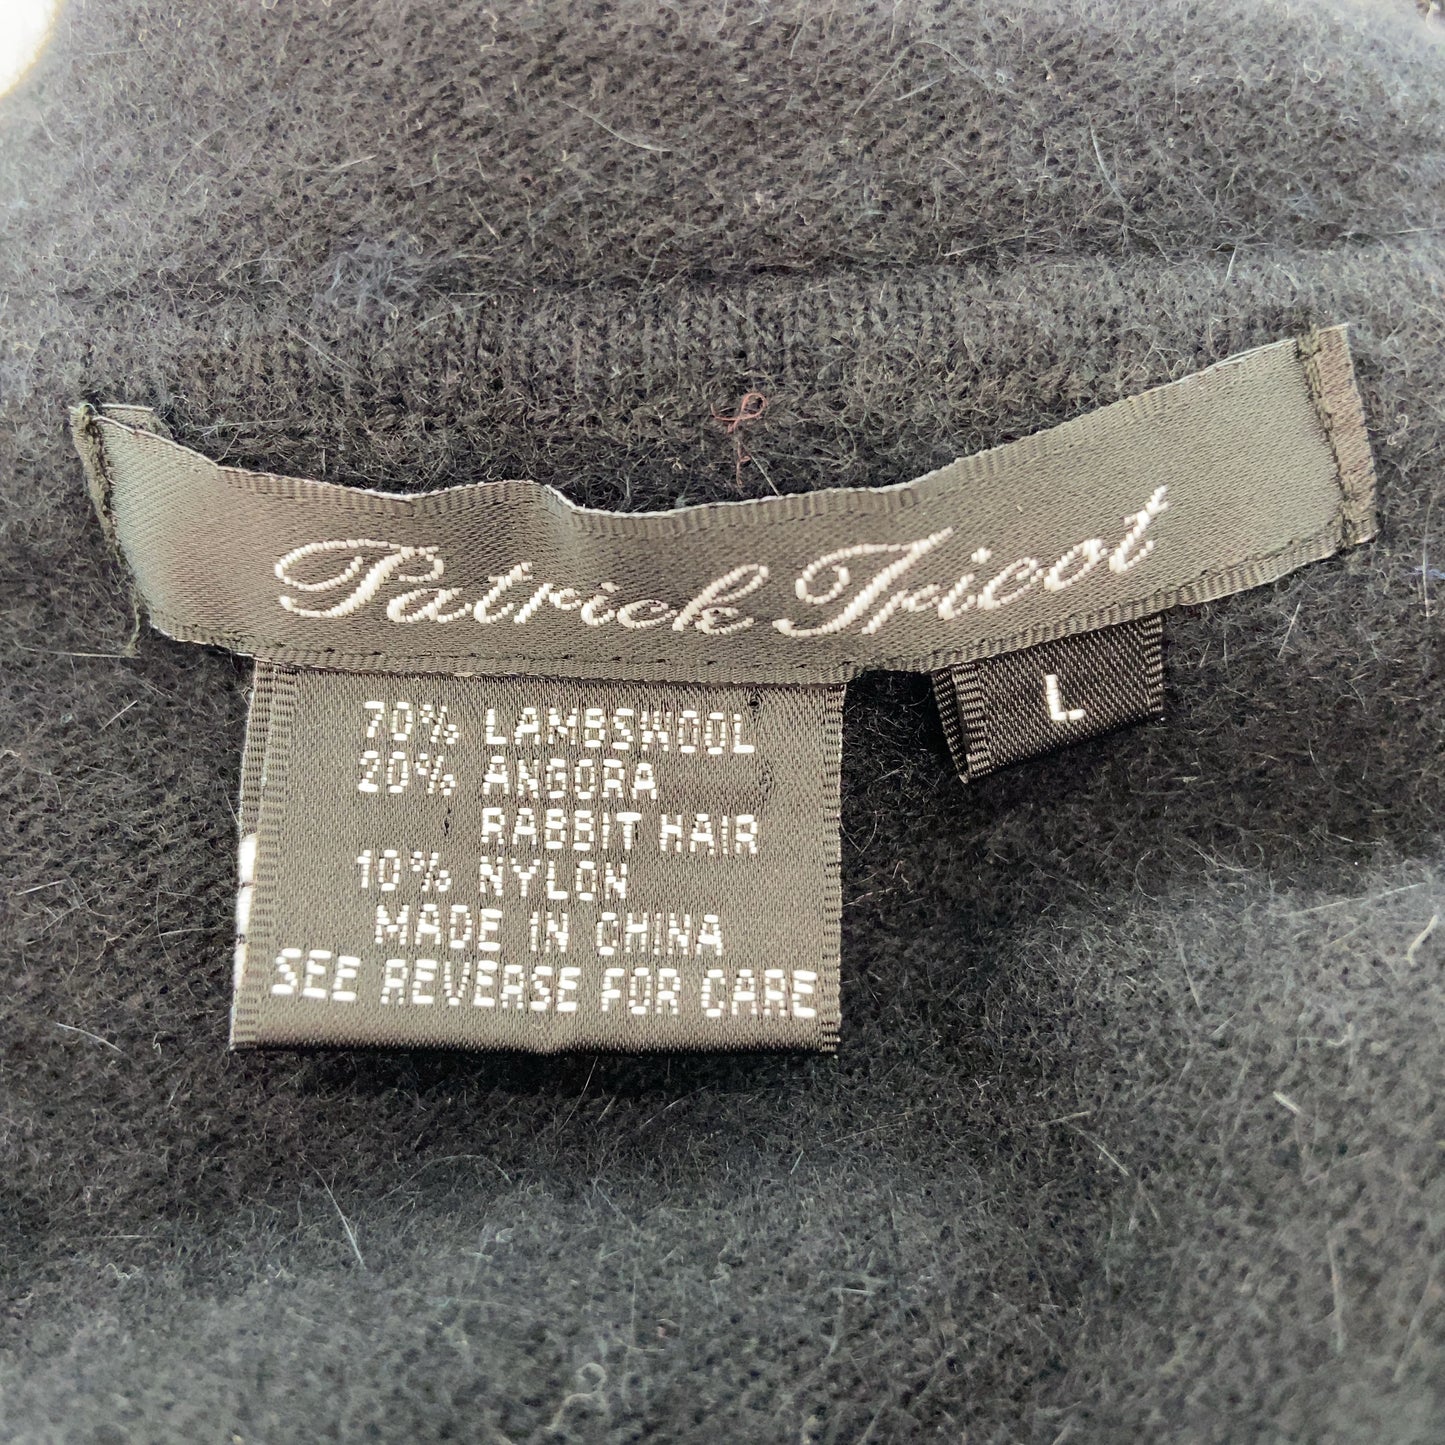 Patrick Tricot
L
70% LAMBSWOOL
20% ANGORA
RABBIT HAIR
10% NYLON
MADE IN CHINA
SEE REVERSE FOR CARE